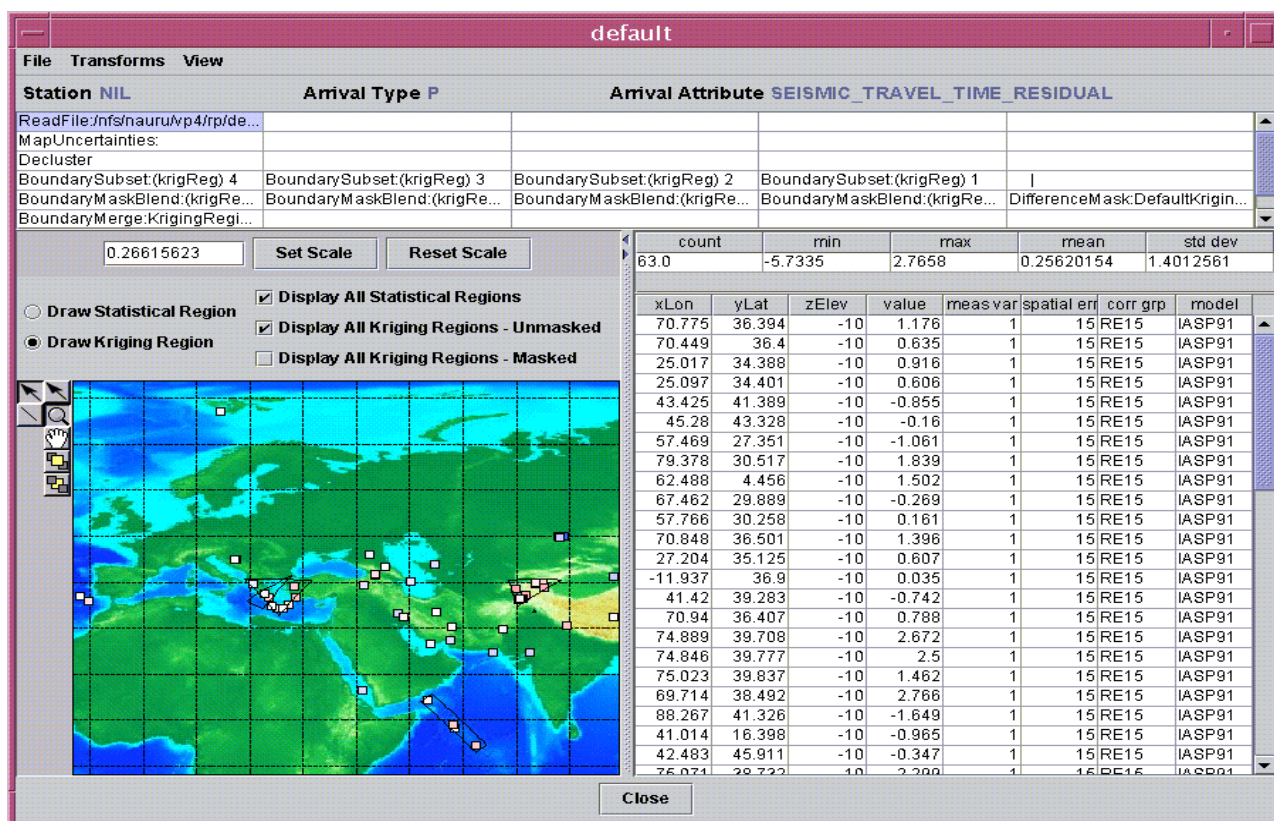 default
File Transforms View
Station NIL Arrival Type P Arrival Attribute SEISMIC_TRAVEL_TIME_RESIDUAL
ReadFile:/nfs/nauru/vp4/rp/de...
MapUncertainties:
Decluster
BoundarySubset:(krigReg) 4 BoundarySubset:(krigReg) 3 BoundarySubset:(krigReg) 2 BoundarySubset:(krigReg) 1 |
BoundaryMaskBlend:(krigRe... BoundaryMaskBlend:(krigRe... BoundaryMaskBlend:(krigRe... BoundaryMaskBlend:(krigRe... DifferenceMask:DefaultKrigin...
BoundaryMerge:KrigingRegi...
0.26615623 Set Scale Reset Scale
Draw Statistical Region
Draw Kriging Region
Display All Statistical Regions
Display All Kriging Regions - Unmasked
Display All Kriging Regions - Masked
count min max mean std dev
63.0 -5.7335 2.7658 0.25620154 1.4012561
xLon yLat zElev value meas var spatial err corr grp model
70.775 36.394 -10 1.176 1 15 RE15 IASP91
70.449 36.4 -10 0.635 1 15 RE15 IASP91
25.017 34.388 -10 0.916 1 15 RE15 IASP91
25.097 34.401 -10 0.606 1 15 RE15 IASP91
43.425 41.389 -10 -0.855 1 15 RE15 IASP91
45.28 43.328 -10 -0.16 1 15 RE15 IASP91
57.469 27.351 -10 -1.061 1 15 RE15 IASP91
79.378 30.517 -10 1.839 1 15 RE15 IASP91
62.488 4.456 -10 1.502 1 15 RE15 IASP91
67.462 29.889 -10 -0.269 1 15 RE15 IASP91
57.766 30.258 -10 0.161 1 15 RE15 IASP91
70.848 36.501 -10 1.396 1 15 RE15 IASP91
27.204 35.125 -10 0.607 1 15 RE15 IASP91
-11.937 36.9 -10 0.035 1 15 RE15 IASP91
41.42 39.283 -10 -0.742 1 15 RE15 IASP91
70.94 36.407 -10 0.788 1 15 RE15 IASP91
74.889 39.708 -10 2.672 1 15 RE15 IASP91
74.846 39.777 -10 2.5 1 15 RE15 IASP91
75.023 39.837 -10 1.462 1 15 RE15 IASP91
69.714 38.492 -10 2.766 1 15 RE15 IASP91
88.267 41.326 -10 -1.649 1 15 RE15 IASP91
41.014 16.398 -10 -0.965 1 15 RE15 IASP91
42.483 45.911 -10 -0.347 1 15 RE15 IASP91
Close